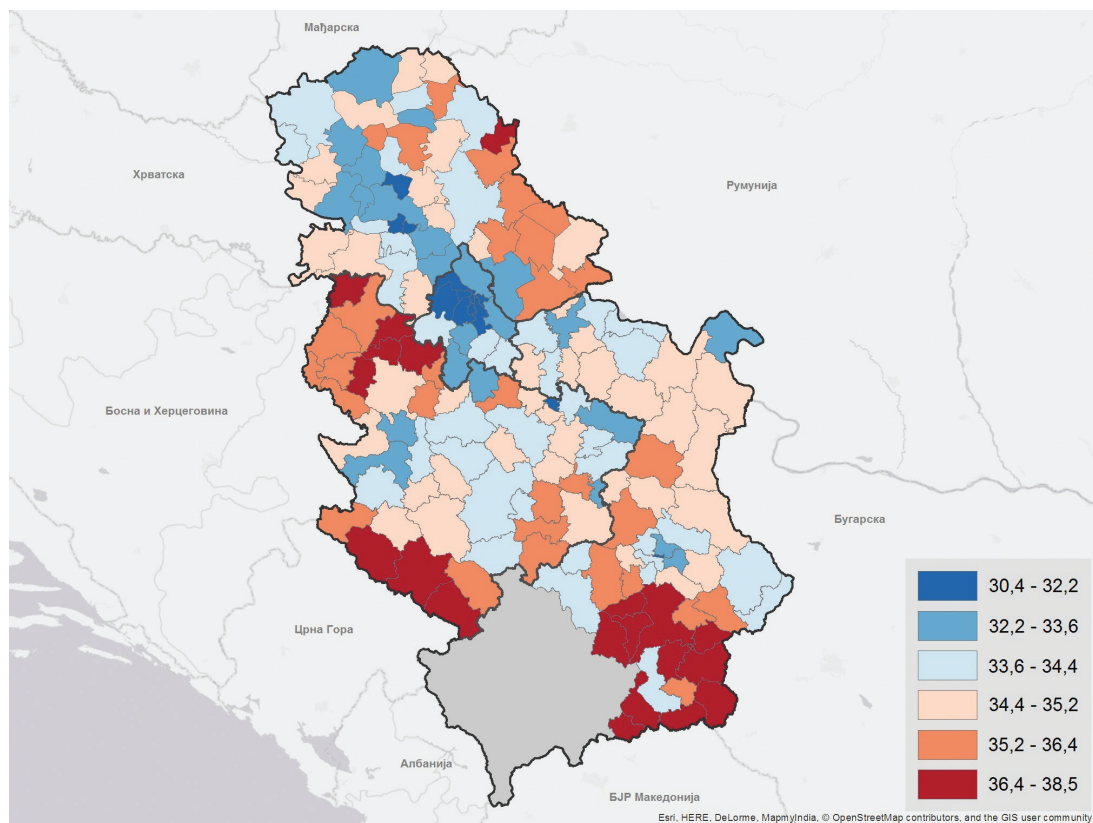 Мађарска
Хрватска
Румунија
Босна и Херцеговина
Бугарска
Црна Гора
Албанија
БЈР Македонија
30,4 - 32,2
32,2 - 33,6
33,6 - 34,4
34,4 - 35,2
35,2 - 36,4
36,4 - 38,5
Esri, HERE, DeLorme, MapmyIndia, © OpenStreetMap contributors, and the GIS user community